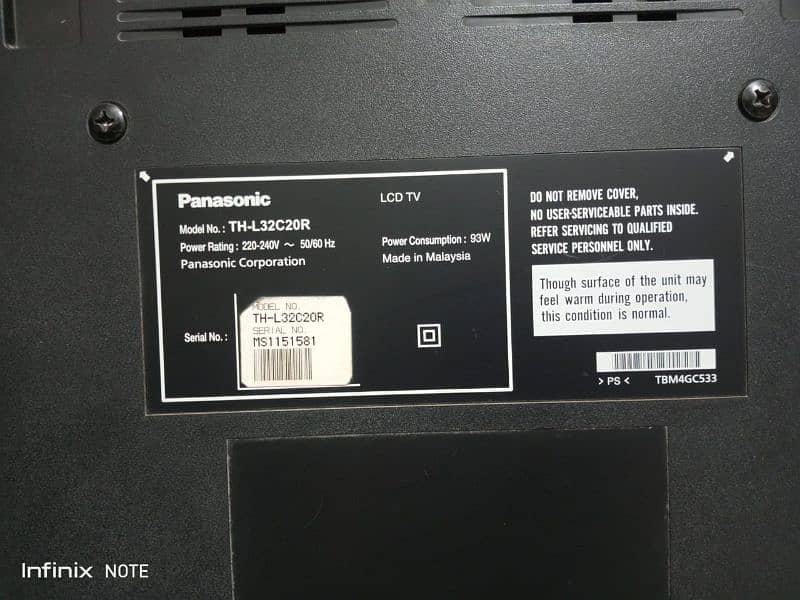 Panasonic
LCD TV
Model No.: TH-L32C20R
Power Rating: 220-240V ~ 50/60 Hz
Power Consumption: 93W
Panasonic Corporation
Made in Malaysia
Serial No.:
MODEL NO.
TH-L32C20R
SERIAL NO.
MS1151581
DO NOT REMOVE COVER,
NO USER-SERVICEABLE PARTS INSIDE.
REFER SERVICING TO QUALIFIED
SERVICE PERSONNEL ONLY.
Though surface of the unit may
feel warm during operation,
this condition is normal.
> PS <
TBM4GC533
Infinix NOTE